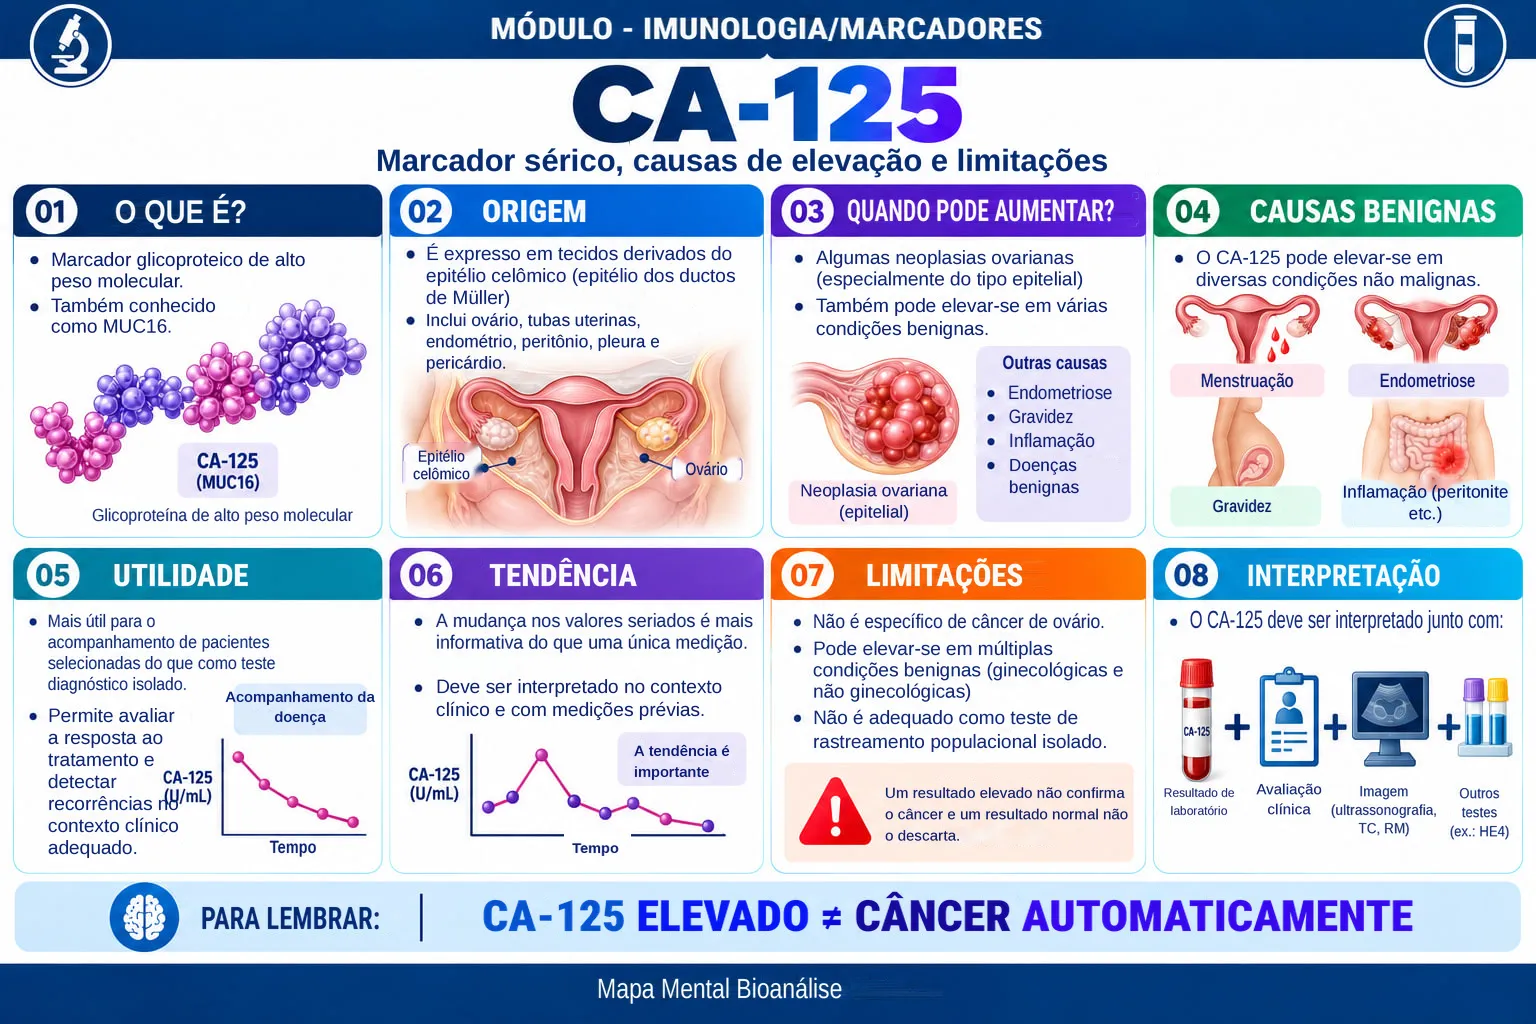 MÓDULO - IMUNOLOGIA/MARCADORES
CA-125
Marcador sérico, causas de elevação e limitações
01 O QUE É?
• Marcador glicoproteico de alto
peso molecular.
• Também conhecido
como MUC16.
CA-125
(MUC16)
Glicoproteína de alto peso molecular
02 ORIGEM
• É expresso em tecidos derivados do
epitélio celômico (epitélio dos ductos
de Müller)
• Inclui ovário, tubas uterinas,
endométrio, peritônio, pleura e
pericárdio.
Epitélio
celômico
Ovário
03 QUANDO PODE AUMENTAR?
• Algumas neoplasias ovarianas
(especialmente do tipo epitelial)
• Também pode elevar-se em várias
condições benignas.
Neoplasia ovariana
(epitelial)
Outras causas
• Endometriose
• Gravidez
• Inflamação
• Doenças
benignas
04 CAUSAS BENIGNAS
• O CA-125 pode elevar-se em
diversas condições não malignas.
Menstruação
Endometriose
Gravidez
Inflamação (peritonite
etc.)
05 UTILIDADE
• Mais útil para o
acompanhamento de pacientes
selecionadas do que como teste
diagnóstico isolado.
• Permite avaliar
a resposta ao
tratamento e
detectar
recorrências no
contexto clínico
adequado.
Acompanhamento da
doença
CA-125
(U/mL)
Tempo
06 TENDÊNCIA
• A mudança nos valores seriados é mais
informativa do que uma única medição.
• Deve ser interpretado no contexto
clínico e com medições prévias.
A tendência é
importante
CA-125
(U/mL)
Tempo
07 LIMITAÇÕES
• Não é específico de câncer de ovário.
• Pode elevar-se em múltiplas
condições benignas (ginecológicas e
não ginecológicas)
• Não é adequado como teste de
rastreamento populacional isolado.
Um resultado elevado não confirma
o câncer e um resultado normal não
o descarta.
08 INTERPRETAÇÃO
• O CA-125 deve ser interpretado junto com:
CA-125
+ + +
Resultado de
laboratório
Avaliação
clínica
Imagem
(ultrassonografia,
TC, RM)
Outros
testes
(ex.: HE4)
PARA LEMBRAR:
CA-125 ELEVADO ≠ CÂNCER AUTOMATICAMENTE
Mapa Mental Bioanálise